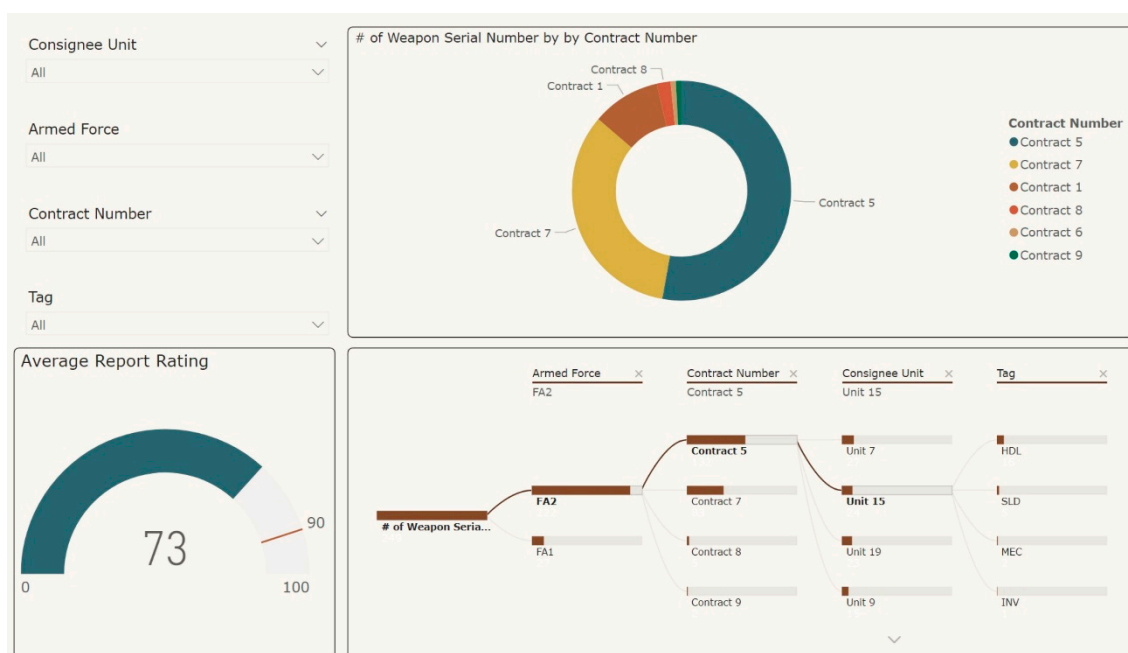 Consignee Unit
All
Armed Force
All
Contract Number
All
Tag
All
# of Weapon Serial Number by by Contract Number
Contract 8
Contract 1
Contract 7
Contract 5
Contract Number
Contract 5
Contract 7
Contract 1
Contract 8
Contract 6
Contract 9
Average Report Rating
73
0
90
100
Armed Force
FA2
Contract Number
Contract 5
Consignee Unit
Unit 15
Tag
# of Weapon Seria...
FA2
FA1
Contract 5
Contract 7
Contract 8
Contract 9
Unit 7
Unit 15
Unit 19
Unit 9
HDL
SLD
MEC
INV